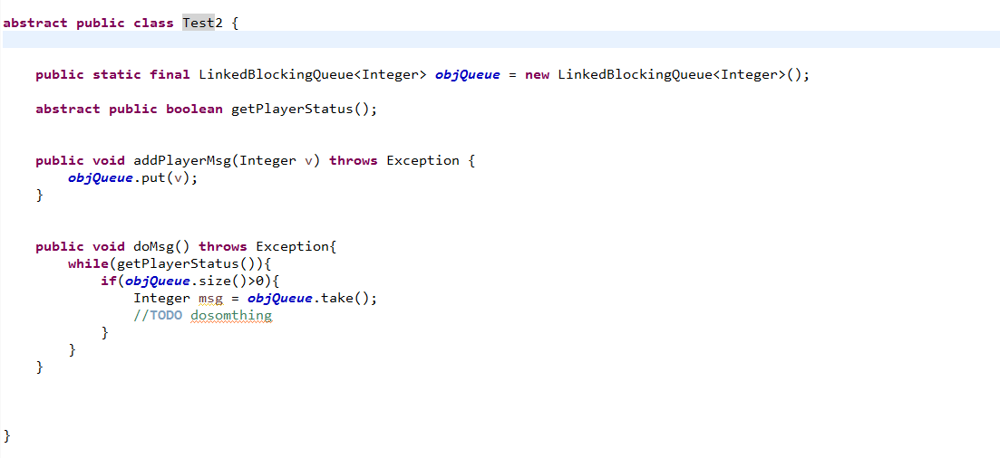 abstract public class Test2 {
public static final LinkedBlockingQueue<Integer> objQueue = new LinkedBlockingQueue<Integer>();
abstract public boolean getPlayerStatus();
public void addPlayerMsg(Integer v) throws Exception {
objQueue.put(v);
}
public void doMsg() throws Exception{
while(getPlayerStatus()){
if(objQueue.size()>0){
Integer msg = objQueue.take();
//TODO dosomthing
}
}
}
}